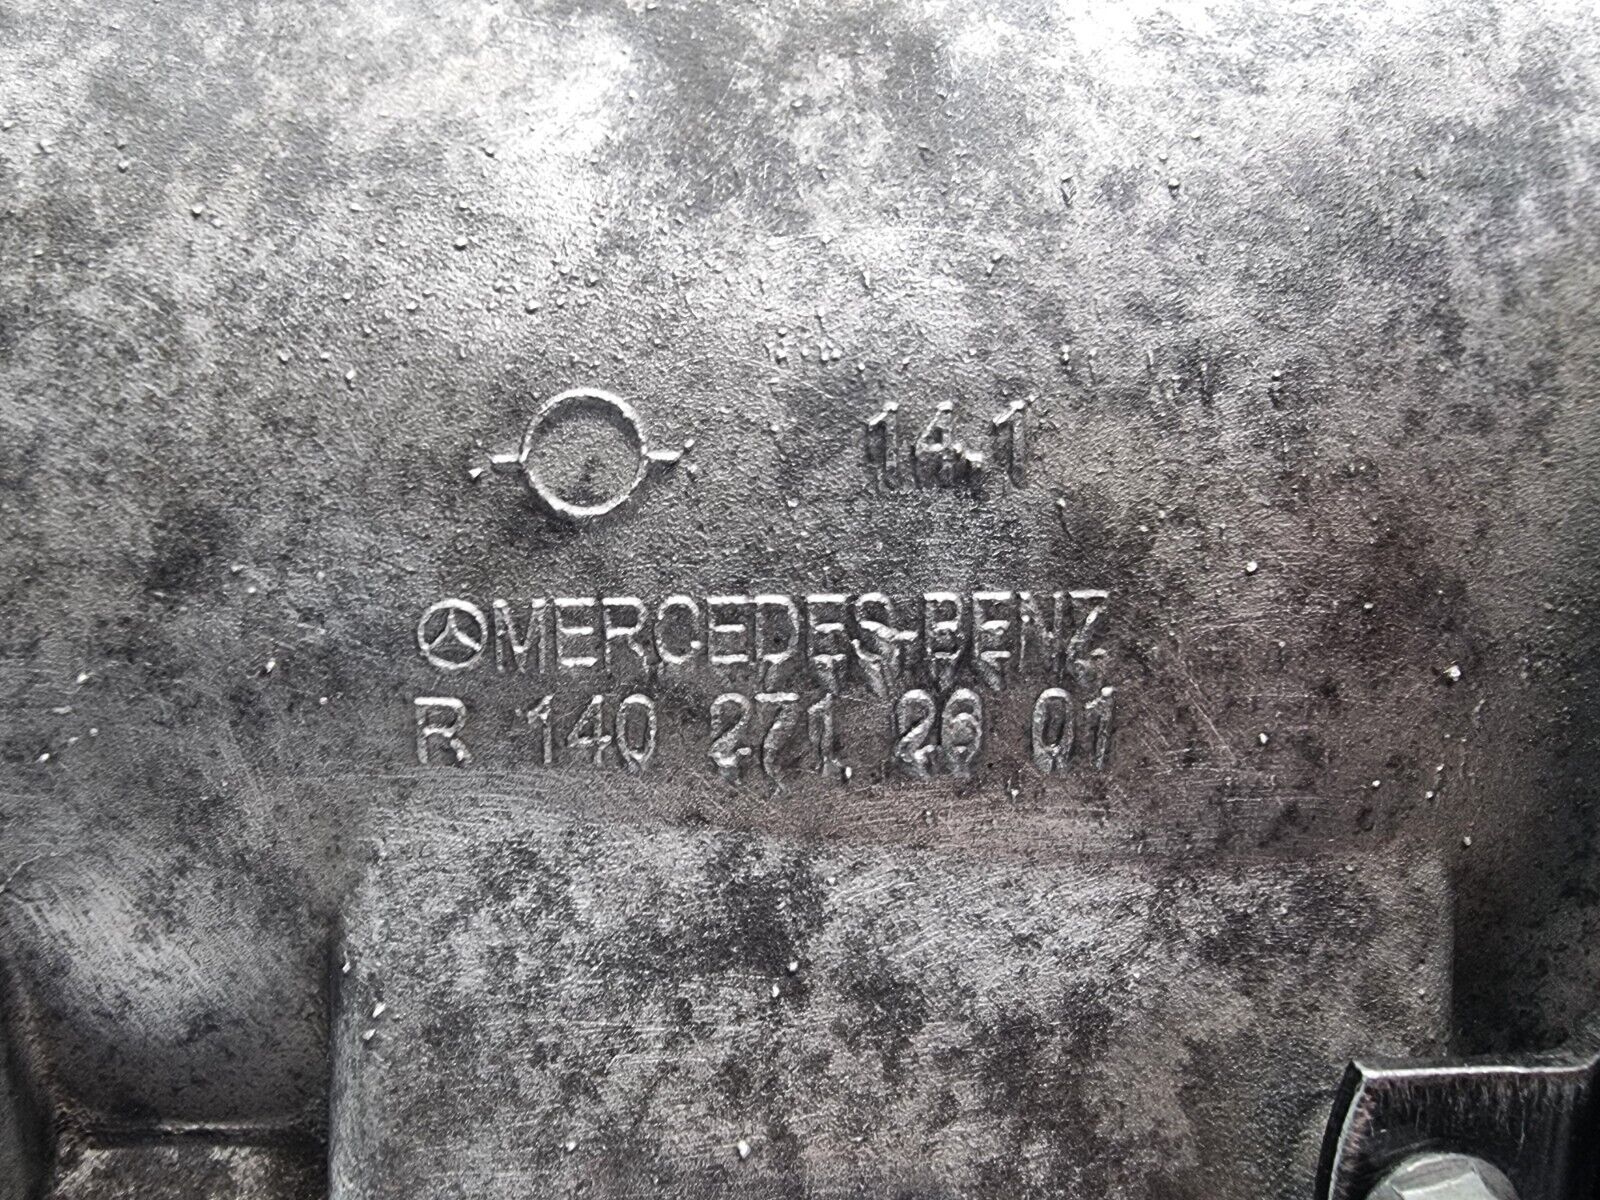 14.1
MERCEDES-BENZ
R 140 271 26 01